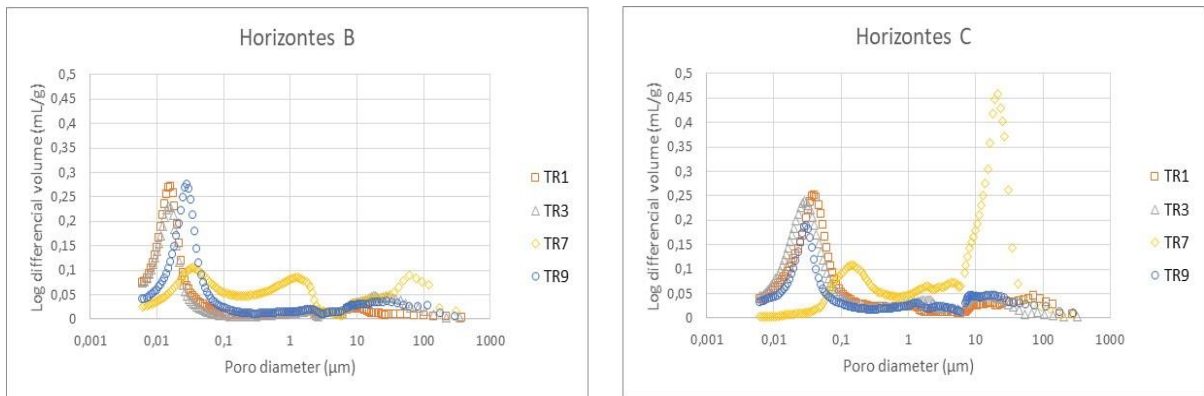 Horizontes B
0,5
0,45
0,4
0,35
0,3
0,25
0,2
0,15
0,1
0,05
0
Log differencial volume (mL/g)
0,001
0,01
0,1
1
10
100
1000
Poro diameter (µm)
TR1
TR3
TR7
TR9
Horizontes C
0,5
0,45
0,4
0,35
0,3
0,25
0,2
0,15
0,1
0,05
0
Log differencial volume (mL/g)
0,001
0,01
0,1
1
10
100
1000
Poro diameter (µm)
TR1
TR3
TR7
TR9